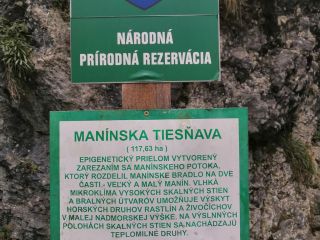 NÁRODNÁ
PRÍRODNÁ REZERVÁCIA
MANÍNSKA TIESŇAVA
( 117,63 ha )
EPIGENETICKÝ PRIELOM VYTVORENÝ
ZAREZANÍM SA MANÍNSKEHO POTOKA,
KTORÝ ROZDELIL MANÍNSKE BRADLO NA DVE
ČASTI - VEĽKÝ A MALÝ MANÍN. VLHKÁ
MIKROKLÍMA VYSOKÝCH SKALNÝCH STIEN
A BRALNÝCH ÚTVAROV UMOŽŇUJE VÝSKYT
HORSKÝCH DRUHOV RASTLÍN A ŽIVOČÍCHOV
V MALEJ NADMORSKEJ VÝŠKE. NA VÝSLNNÝCH
POLOHÁCH SKALNÝCH STIEN SA NACHÁDZAJÚ
TEPLOMILNÉ DRUHY.